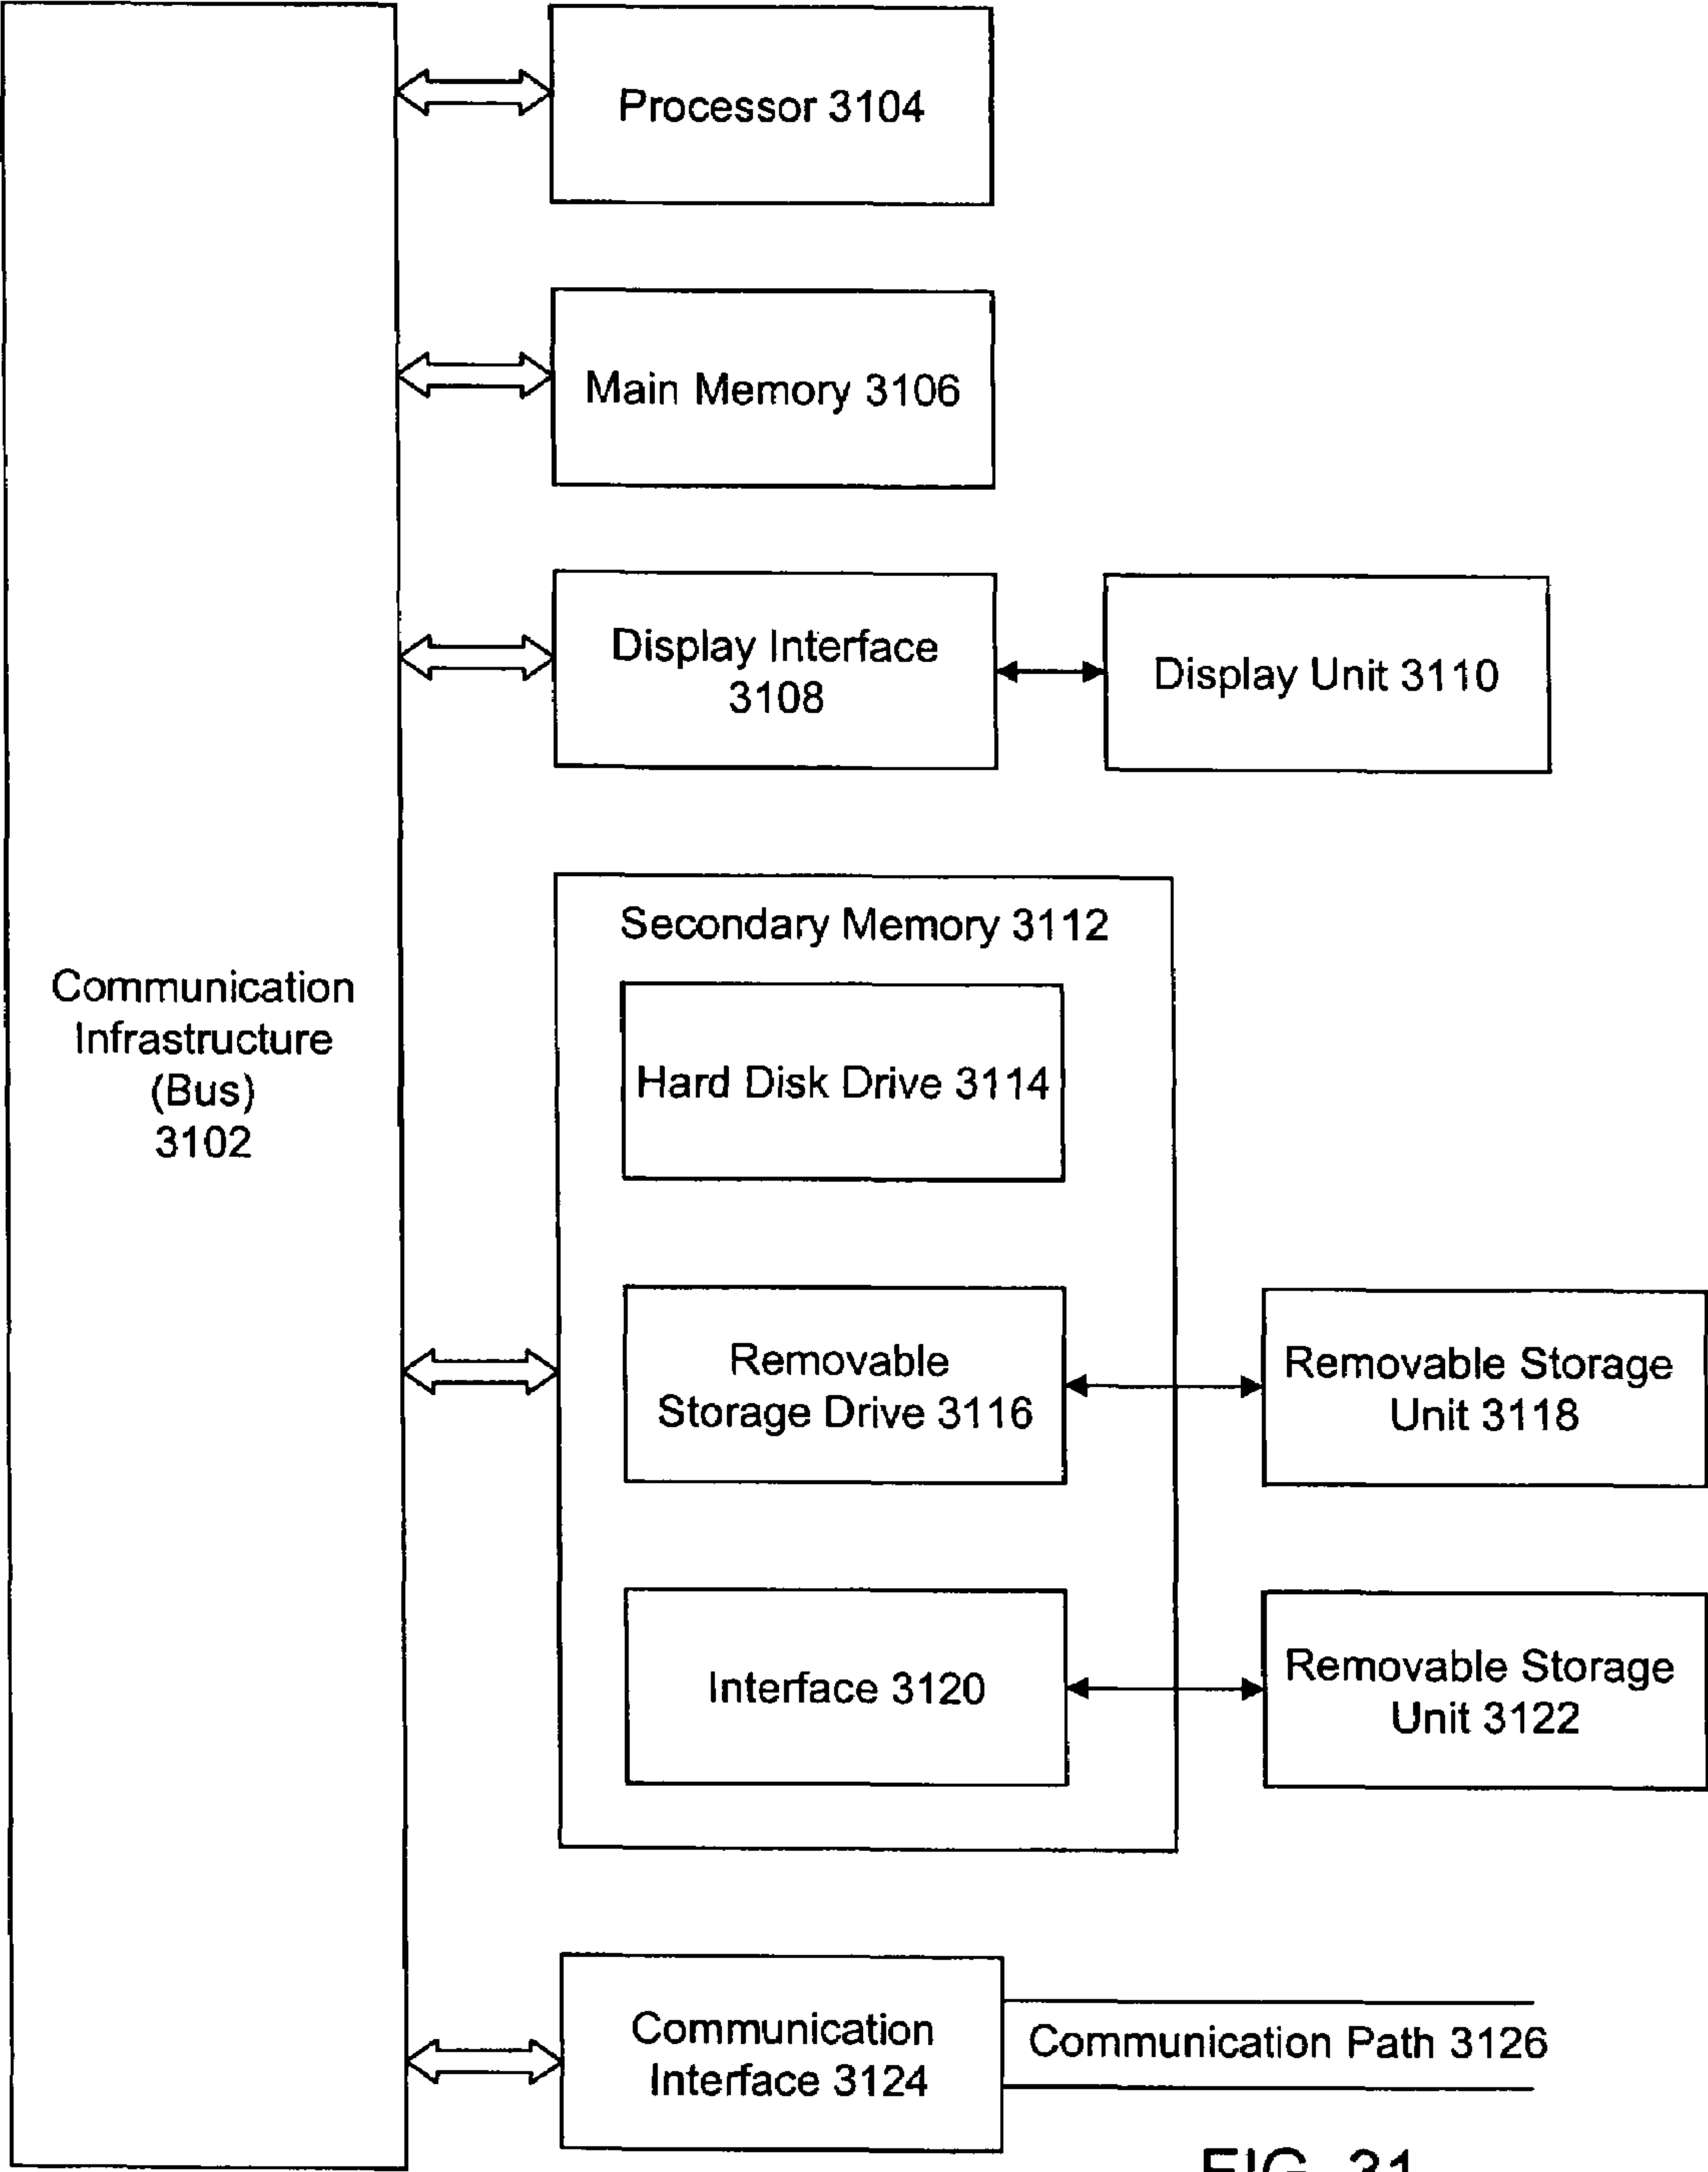 Processor 3104
Main Memory 3106
Display Interface
3108
Display Unit 3110
Communication
Infrastructure
(Bus)
3102
Secondary Memory 3112
Hard Disk Drive 3114
Removable
Storage Drive 3116
Removable Storage
Unit 3118
Interface 3120
Removable Storage
Unit 3122
Communication
Interface 3124
Communication Path 3126
FIG. 31